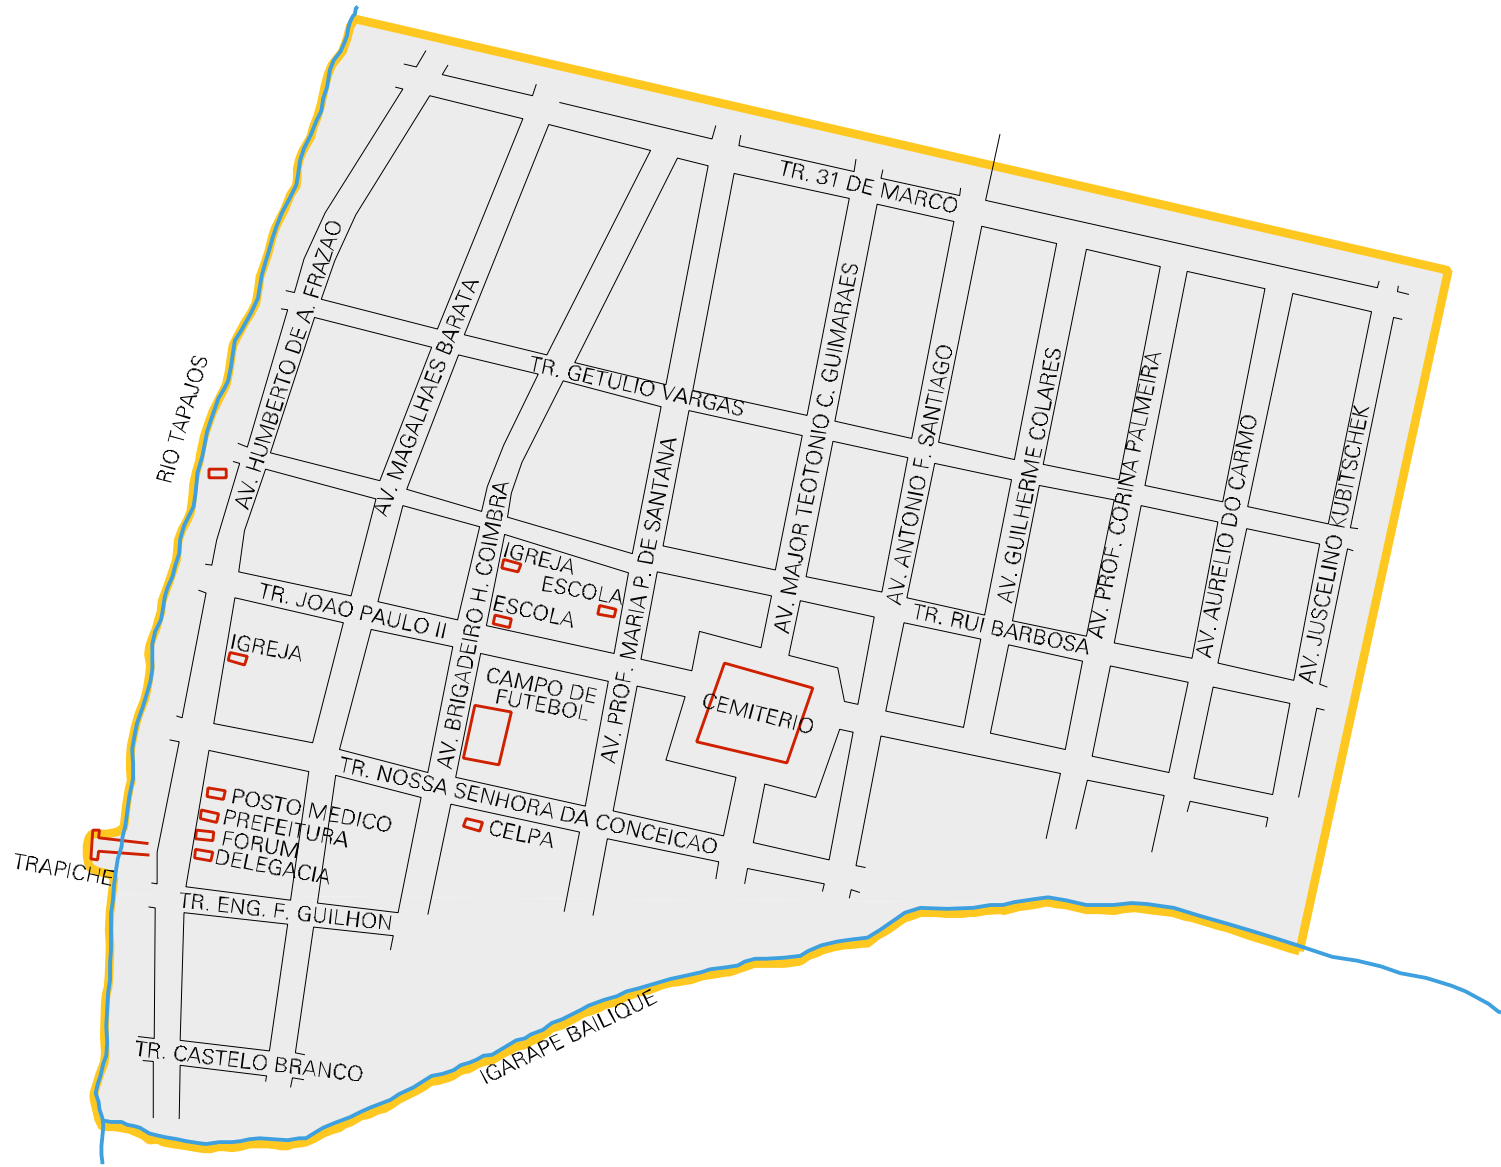 TR. 31 DE MARCO
AV. HUMBERTO DE A. FRAZAO
AV. MAGALHAES BARATA
RIO TAPAJOS
TR. GETULIO VARGAS
AV. MAJOR TEOTONIO C. GUIMARAES
AV. ANTONIO F. SANTIAGO
AV. GUILHERME COLARES
AV. PROF. CORINA PALMEIRA
AV. AURELIO DO CARMO
AV. JUSCELINO KUBITSCHEK
AV. BRIGADEIRO H. COIMBRA
AV. PROF. MARIA P. DE SANTANA
IGREJA
ESCOLA
ESCOLA
TR. JOAO PAULO II
TR. RUI BARBOSA
IGREJA
CAMPO DE
FUTEBOL
CEMITERIO
TR. NOSSA SENHORA DA CONCEICAO
POSTO MEDICO
PREFEITURA
FORUM
DELEGACIA
CELPA
TRAPICHE
TR. ENG. F. GUILHON
TR. CASTELO BRANCO
IGARAPE BAILIQUE